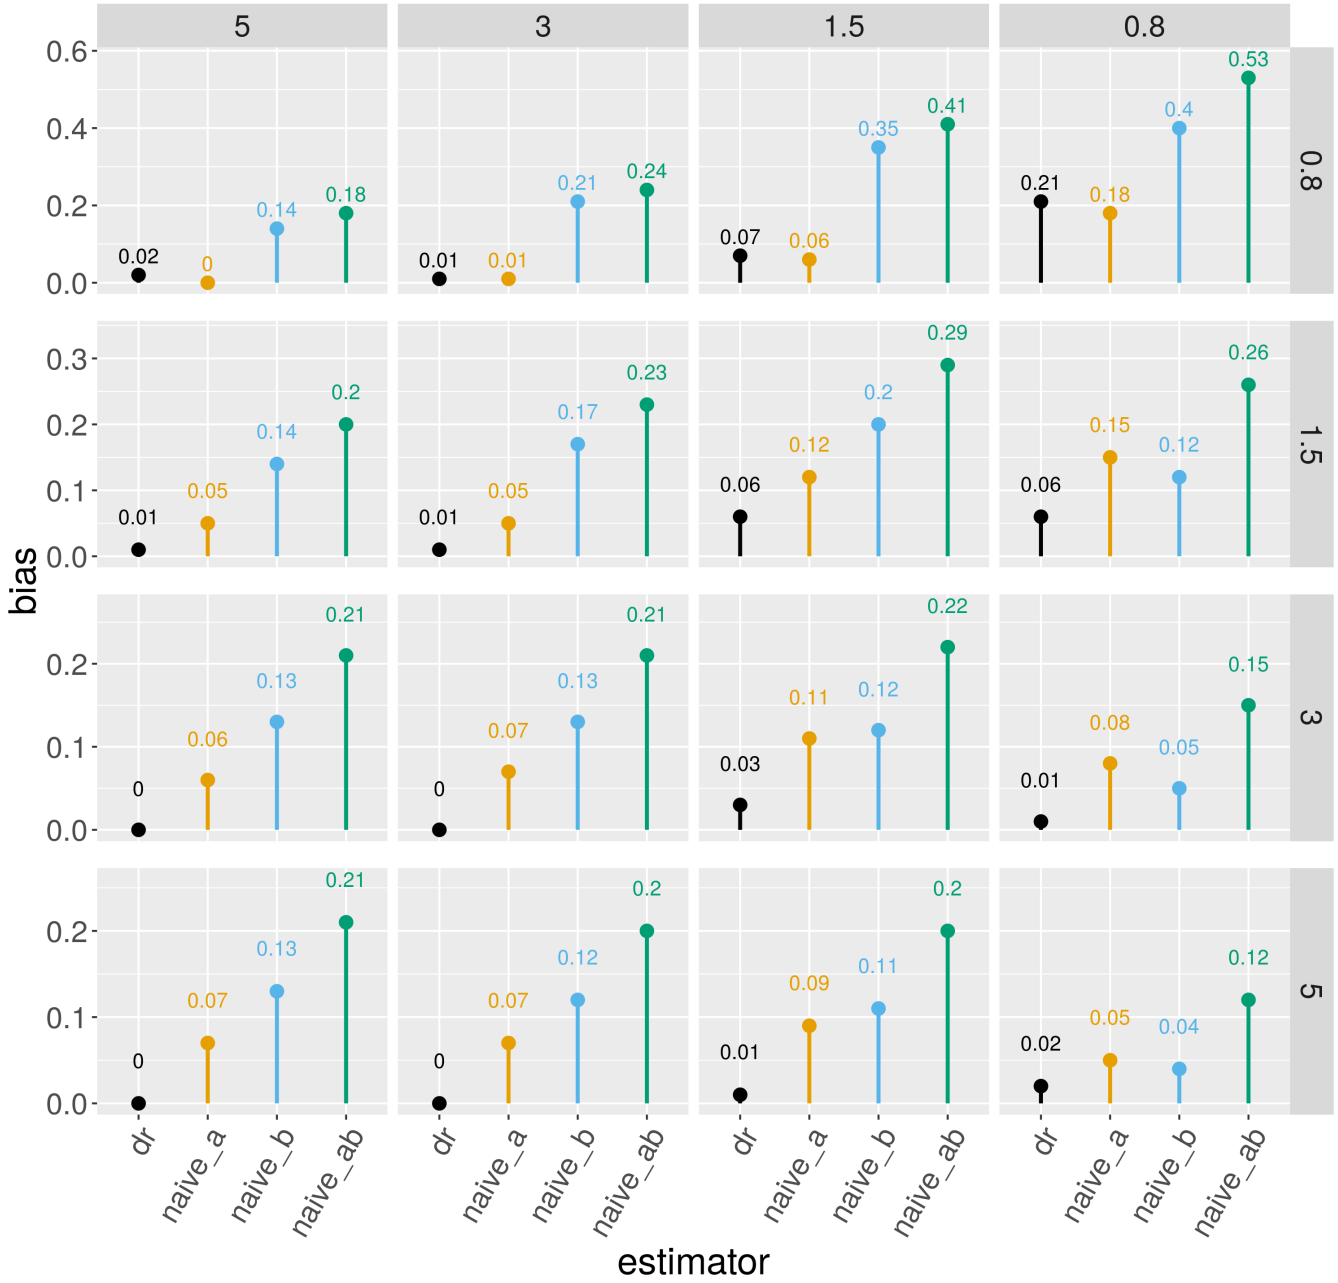 5 3 1.5 0.8
0.6
0.4
0.2
0.0
0.02 0 0.14 0.18
0.01 0.01 0.21 0.24
0.07 0.06 0.35 0.41
0.21 0.18 0.4 0.53
0.8
0.3
0.2
0.1
0.0
0.01 0.05 0.14 0.2
0.01 0.05 0.17 0.23
0.06 0.12 0.2 0.29
0.06 0.15 0.12 0.26
1.5
bias
0.2
0.1
0.0
0 0.06 0.13 0.21
0 0.07 0.13 0.21
0.03 0.11 0.12 0.22
0.01 0.08 0.05 0.15
3
0.2
0.1
0.0
0 0.07 0.13 0.21
0 0.07 0.12 0.2
0.01 0.09 0.11 0.2
0.02 0.05 0.04 0.12
5
dr naive_a naive_b naive_ab
dr naive_a naive_b naive_ab
dr naive_a naive_b naive_ab
dr naive_a naive_b naive_ab
estimator